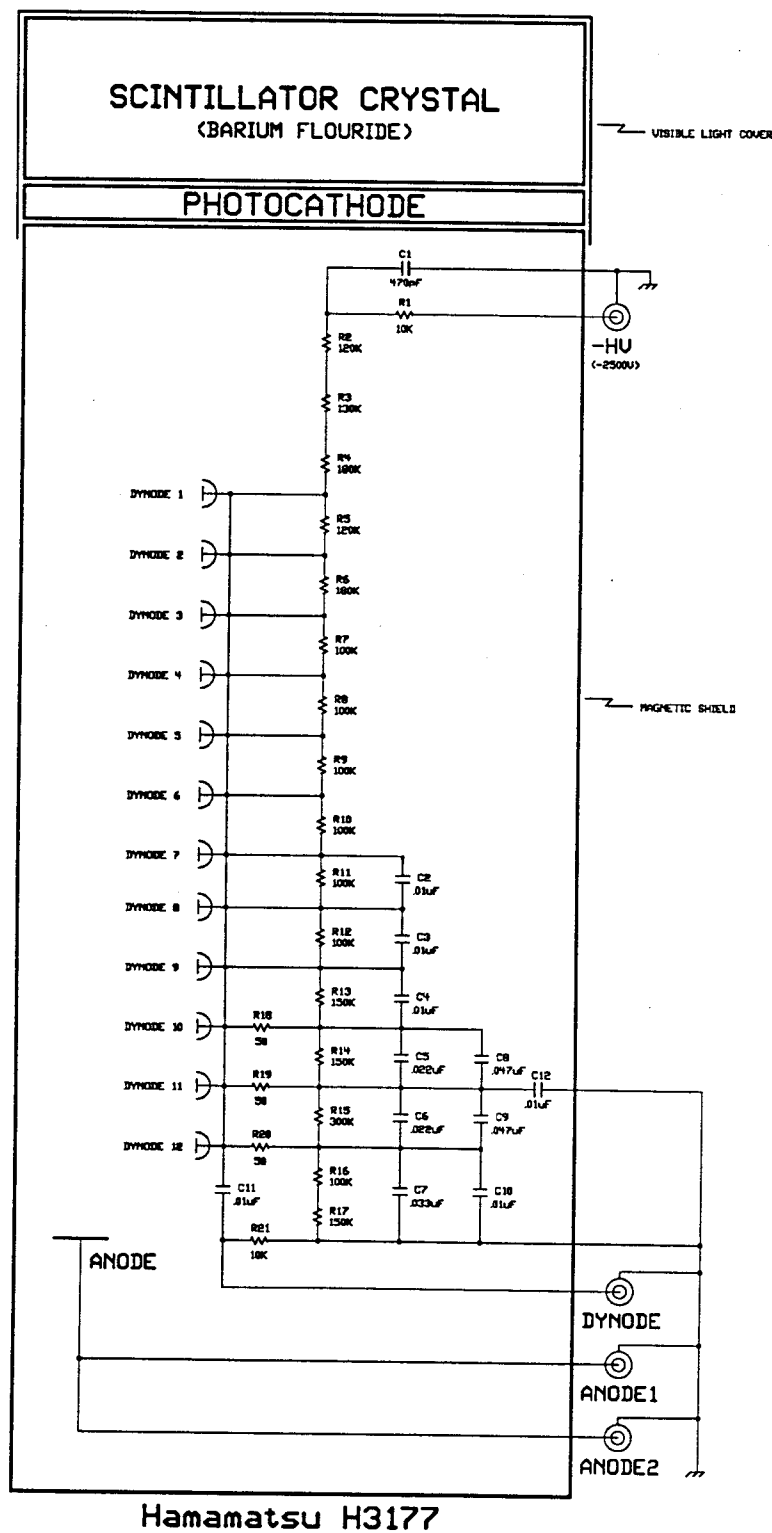 SCINTILLATOR CRYSTAL
(BARIUM FLOURIDE)
VISIBLE LIGHT COVER
PHOTOCATHODE
C1
470pF
R1
10K
-HV
(-2500V)
R2
120K
R3
130K
R4
180K
DYNODE 1
R5
120K
DYNODE 2
R6
180K
DYNODE 3
R7
100K
DYNODE 4
R8
100K
MAGNETIC SHIELD
DYNODE 5
R9
100K
DYNODE 6
R10
100K
DYNODE 7
R11
100K
C2
.01uF
DYNODE 8
R12
100K
C3
.01uF
DYNODE 9
R13
150K
C4
.01uF
DYNODE 10
R18
50
R14
150K
C5
.022uF
C8
.047uF
C12
.01uF
DYNODE 11
R19
50
R15
300K
C6
.022uF
C9
.047uF
DYNODE 12
R20
50
R16
100K
C11
.01uF
C7
.033uF
C10
.01uF
R17
150K
R21
10K
ANODE
DYNODE
ANODE1
ANODE2
Hamamatsu H3177